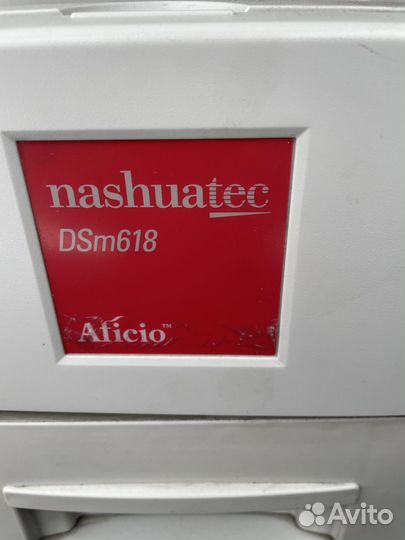 nashuatec
DSm618
Aficio™
Avito